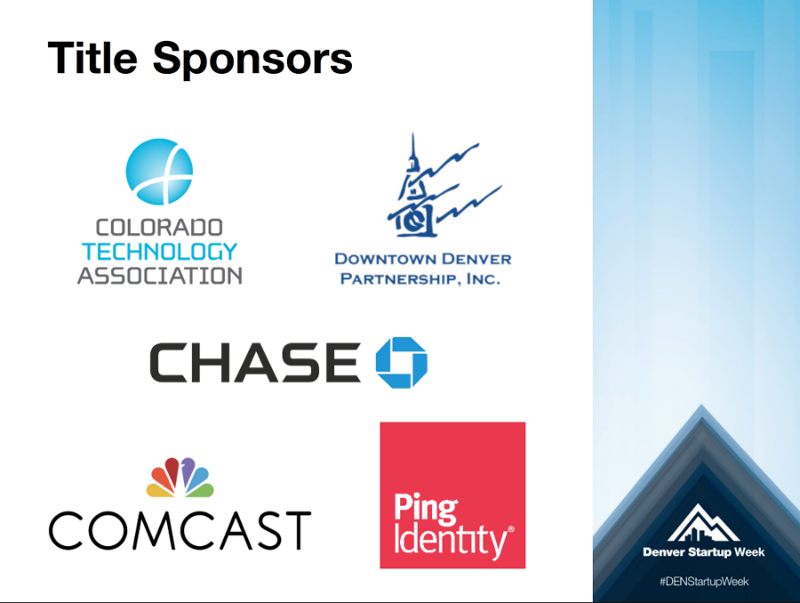 Title Sponsors
COLORADO
TECHNOLOGY
ASSOCIATION
DOWNTOWN DENVER
PARTNERSHIP, INC.
CHASE
COMCAST
Ping
Identity®
Denver Startup Week
#DENStartupWeek